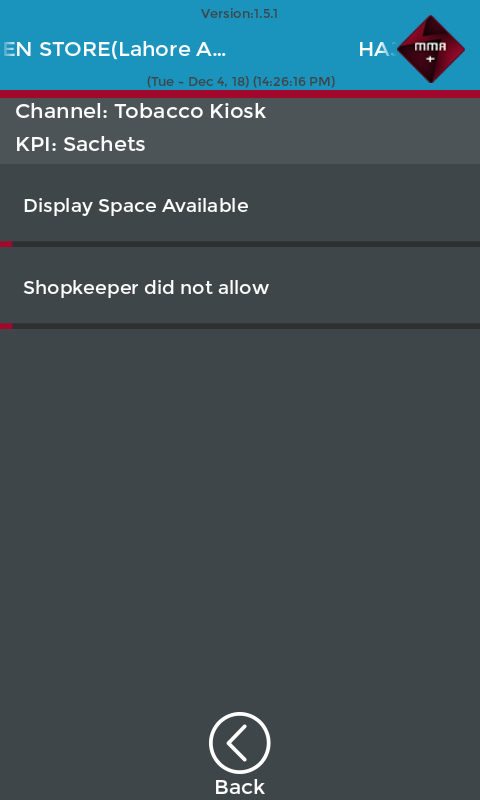 Version:1.5.1
EN STORE(Lahore A...
HA
MMA
+
(Tue - Dec 4, 18) (14:26:16 PM)
Channel: Tobacco Kiosk
KPI: Sachets
Display Space Available
Shopkeeper did not allow
Back